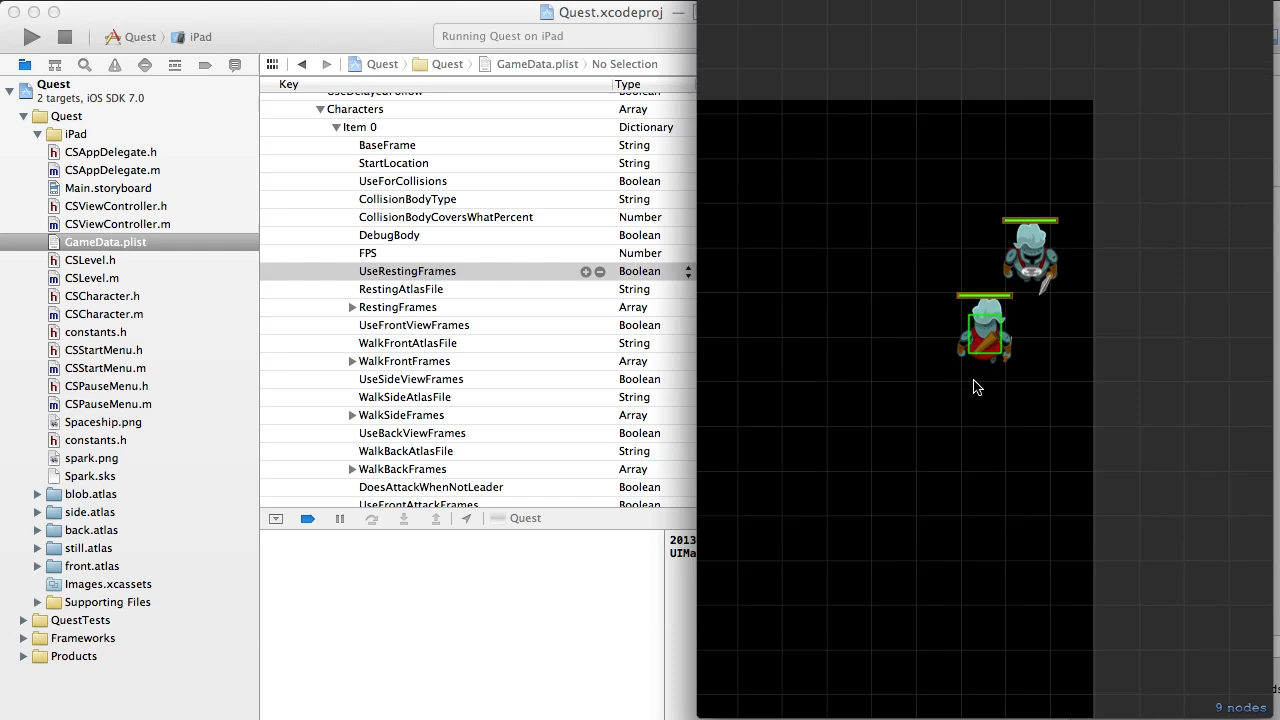 Quest.xcodeproj —
Quest
iPad
Running Quest on iPad
Quest
Quest
GameData.plist
No Selection
Quest
2 targets, iOS SDK 7.0
Quest
iPad
CSAppDelegate.h
CSAppDelegate.m
Main.storyboard
CSViewController.h
CSViewController.m
GameData.plist
CSLevel.h
CSLevel.m
CSCharacter.h
CSCharacter.m
constants.h
CSStartMenu.h
CSStartMenu.m
CSPauseMenu.h
CSPauseMenu.m
Spaceship.png
constants.h
spark.png
Spark.sks
blob.atlas
side.atlas
back.atlas
still.atlas
front.atlas
Images.xcassets
Supporting Files
QuestTests
Frameworks
Products
Key Type
UseDelayedFollow Boolean
Characters Array
Item 0 Dictionary
BaseFrame String
StartLocation String
UseForCollisions Boolean
CollisionBodyType String
CollisionBodyCoversWhatPercent Number
DebugBody Boolean
FPS Number
UseRestingFrames Boolean
RestingAtlasFile String
RestingFrames Array
UseFrontViewFrames Boolean
WalkFrontAtlasFile String
WalkFrontFrames Array
UseSideViewFrames Boolean
WalkSideAtlasFile String
WalkSideFrames Array
UseBackViewFrames Boolean
WalkBackAtlasFile String
WalkBackFrames Array
DoesAttackWhenNotLeader Boolean
UseFrontAttackFrames Boolean
Quest
2013
UIMa
9 nodes